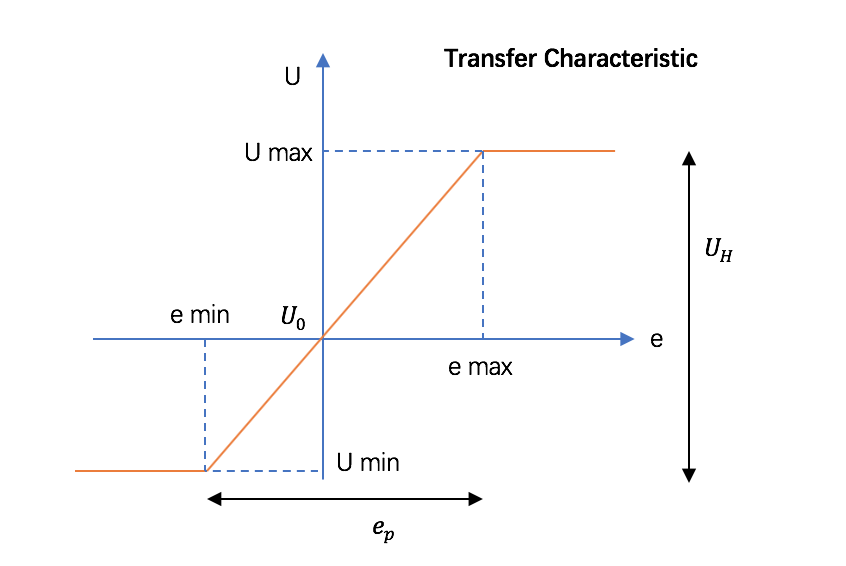 Transfer Characteristic
U
U max
U_H
e min
U_0
e
e max
U min
e_p